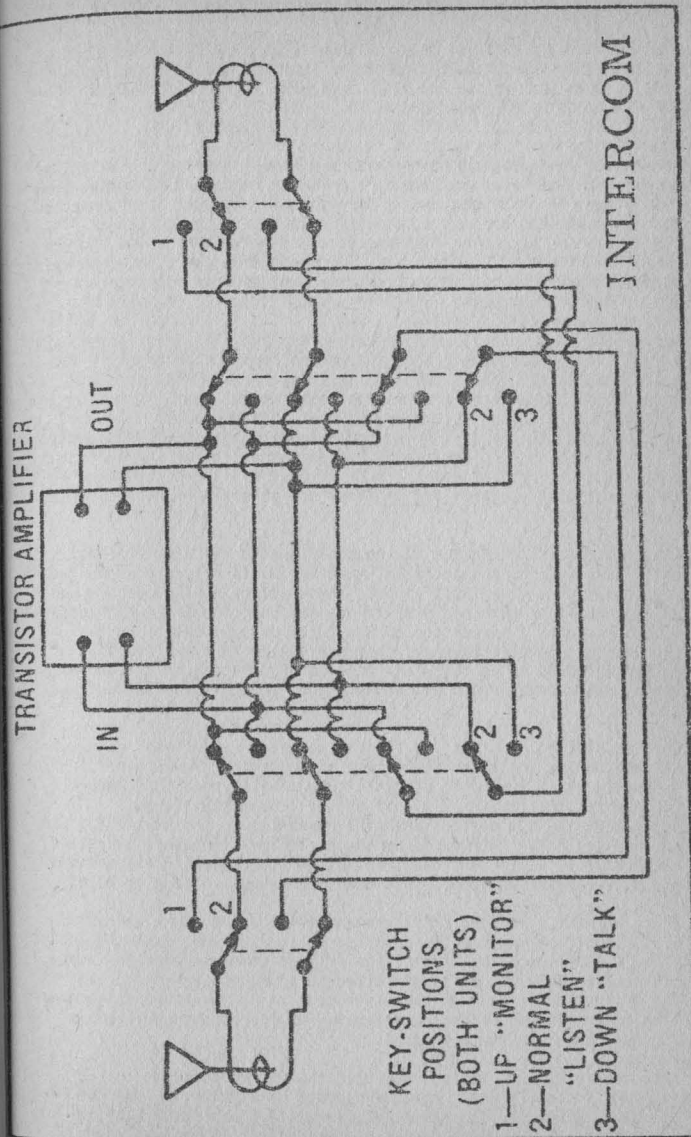 TRANSISTOR AMPLIFIER
IN
OUT
1
2
1
2
2
3
2
3
KEY-SWITCH
POSITIONS
(BOTH UNITS)
1—UP "MONITOR"
2—NORMAL
"LISTEN"
3—DOWN "TALK"
INTERCOM